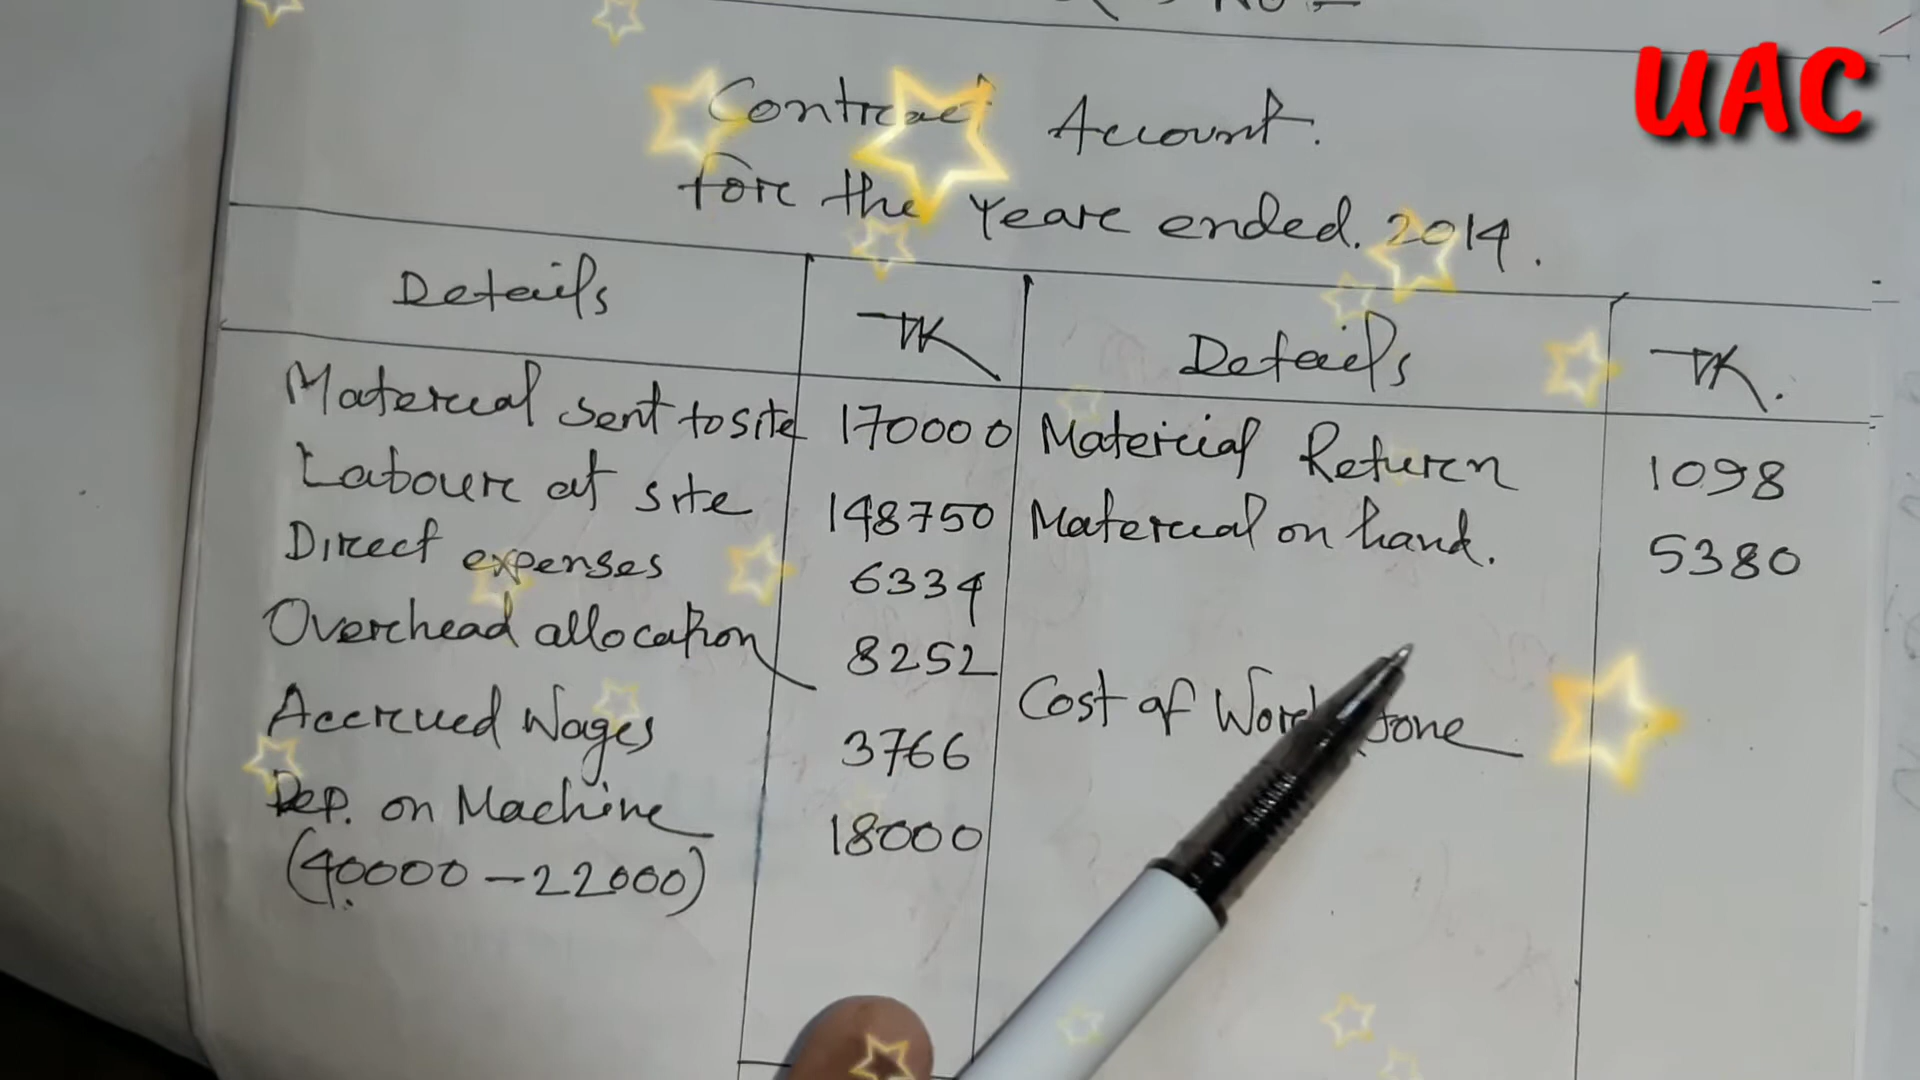 UAC
Contract Account.
for the Year ended. 2014.
Details TK Details TK.
Material sent to site 170000 Material Return 1098
Labour at site 148750 Material on hand. 5380
Direct expenses 6334
Overhead allocation 8252
Accrued Wages 3766 Cost of Work done
Dep. on Machine 18000
(40000-22000)